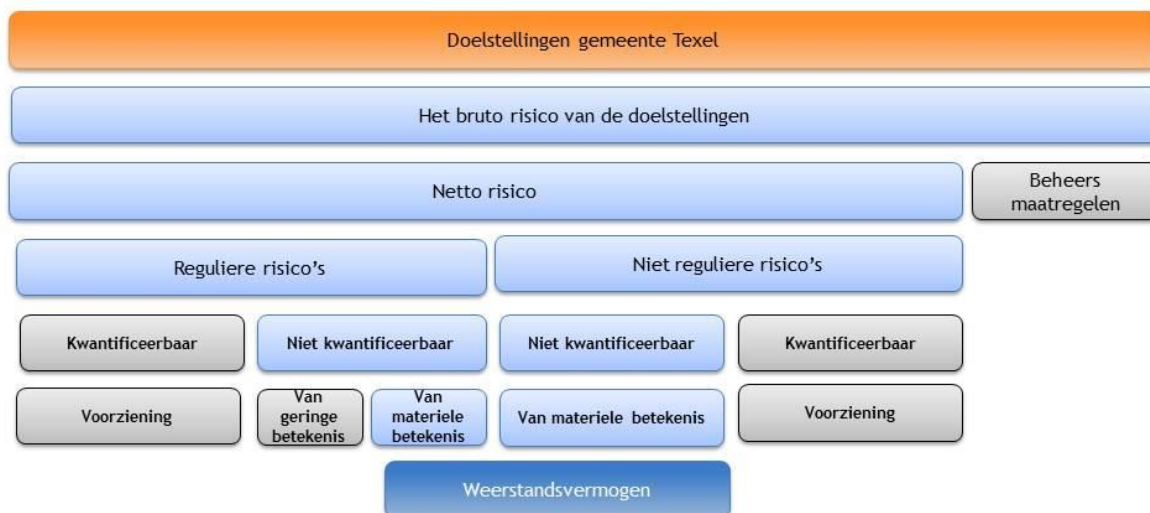 Doelstellingen gemeente Texel
Het bruto risico van de doelstellingen
Netto risico
Beheers
maatregelen
Reguliere risico's
Niet reguliere risico's
Kwantificeerbaar
Niet kwantificeerbaar
Niet kwantificeerbaar
Kwantificeerbaar
Voorziening
Van
geringe
betekenis
Van
materiele
betekenis
Van materiele betekenis
Voorziening
Weerstandsvermogen